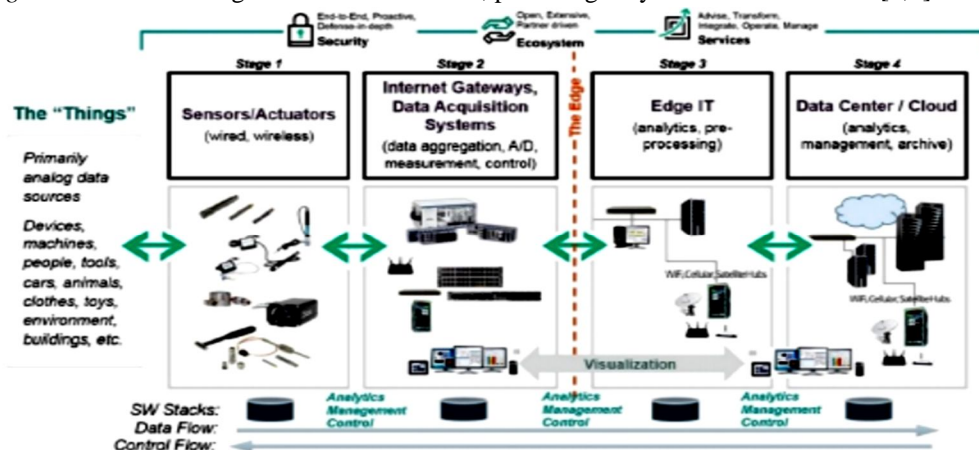 End-to-End, Proactive,
Defense-in-depth
Security
Open, Extensive,
Partner driven
Ecosystem
Advise, Transform,
Integrate, Operate, Manage
Services
The "Things"
Primarily
analog data
sources
Devices,
machines,
people, tools,
cars, animals,
clothes, toys,
environment,
buildings, etc.
Stage 1
Sensors/Actuators
(wired, wireless)
Stage 2
Internet Gateways,
Data Acquisition
Systems
(data aggregation, A/D,
measurement, control)
The Edge
Stage 3
Edge IT
(analytics, pre-
processing)
Stage 4
Data Center / Cloud
(analytics,
management, archive)
WiFi, Cellular, Satellite Hubs
WiFi, Cellular, Satellite Hubs
Visualization
SW Stacks:
Analytics
Management
Control
Analytics
Management
Control
Analytics
Management
Control
Data Flow:
Control Flow: